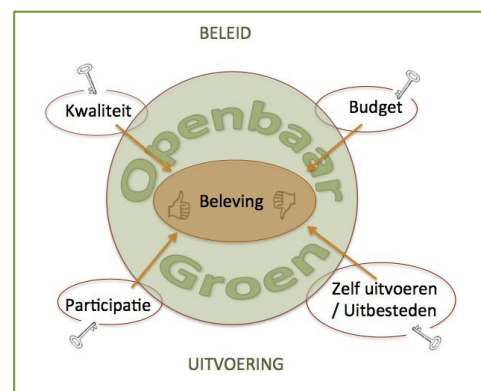 BELEID
Kwaliteit
Budget
Openbaar
Beleving
Groen
Participatie
Zelf uitvoeren
/ Uitbesteden
UITVOERING